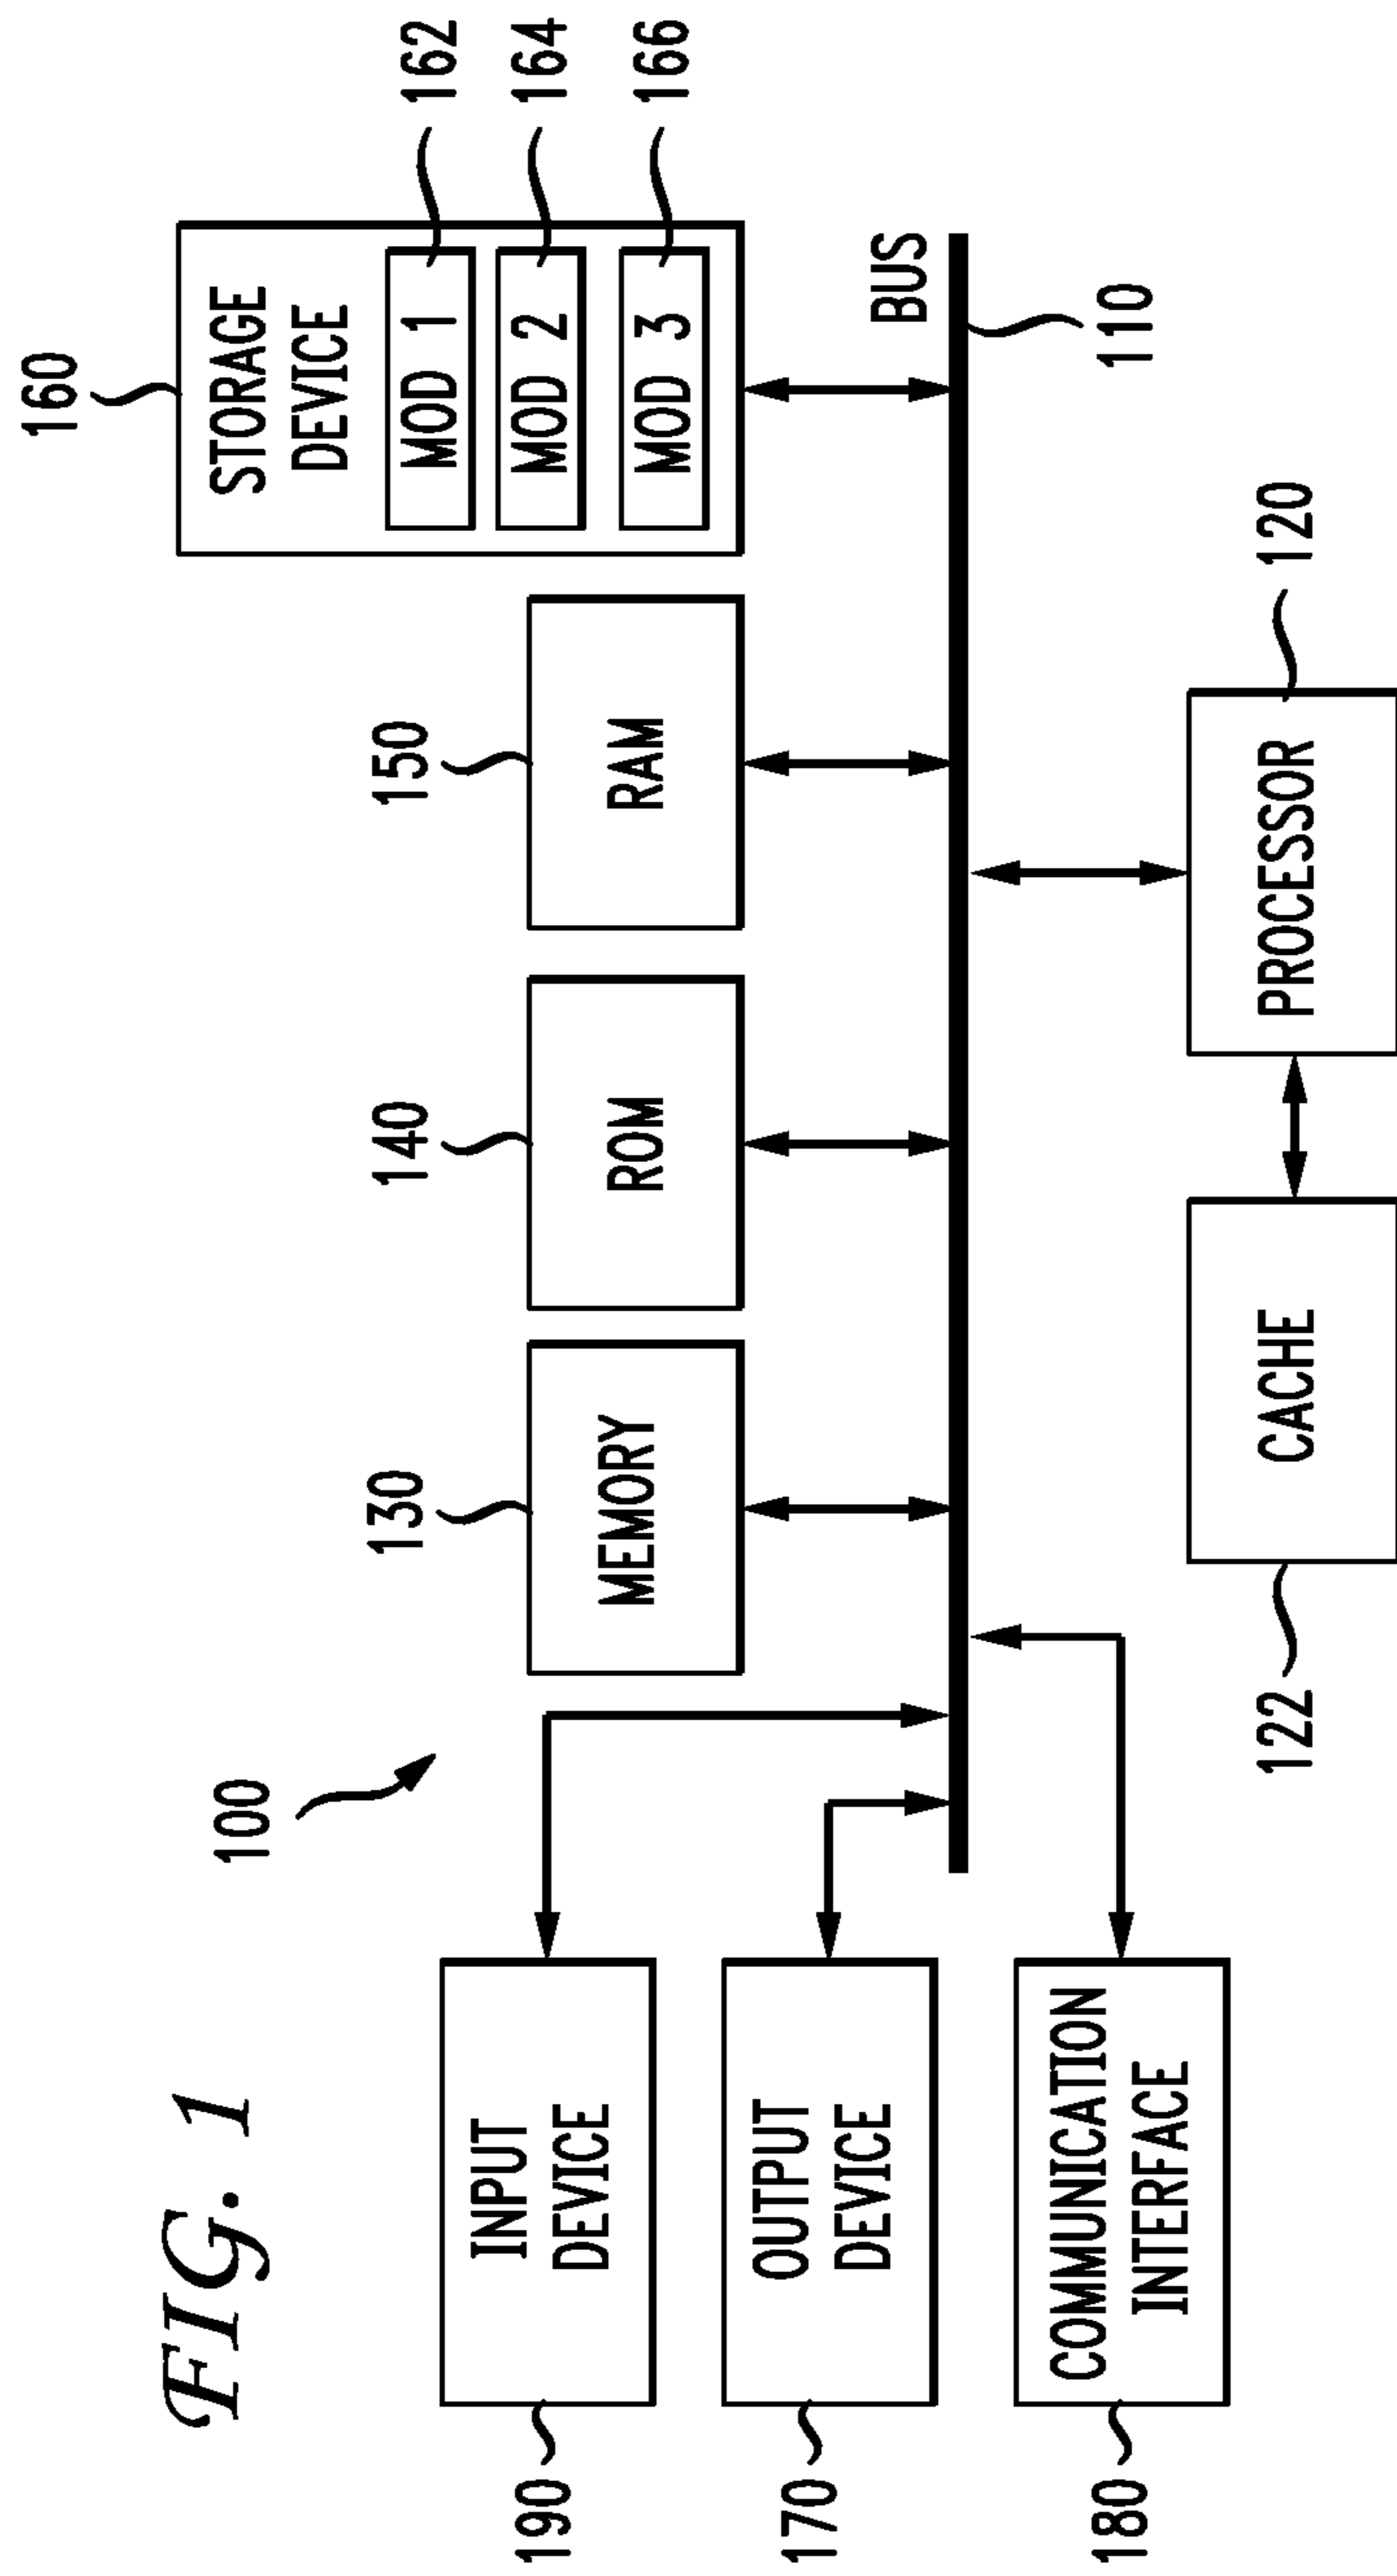 FIG. 1
100
160
STORAGE
DEVICE
MOD 1
162
MOD 2
164
MOD 3
166
130
MEMORY
140
ROM
150
RAM
190
INPUT
DEVICE
170
OUTPUT
DEVICE
180
COMMUNICATION
INTERFACE
BUS
110
122
CACHE
PROCESSOR
120